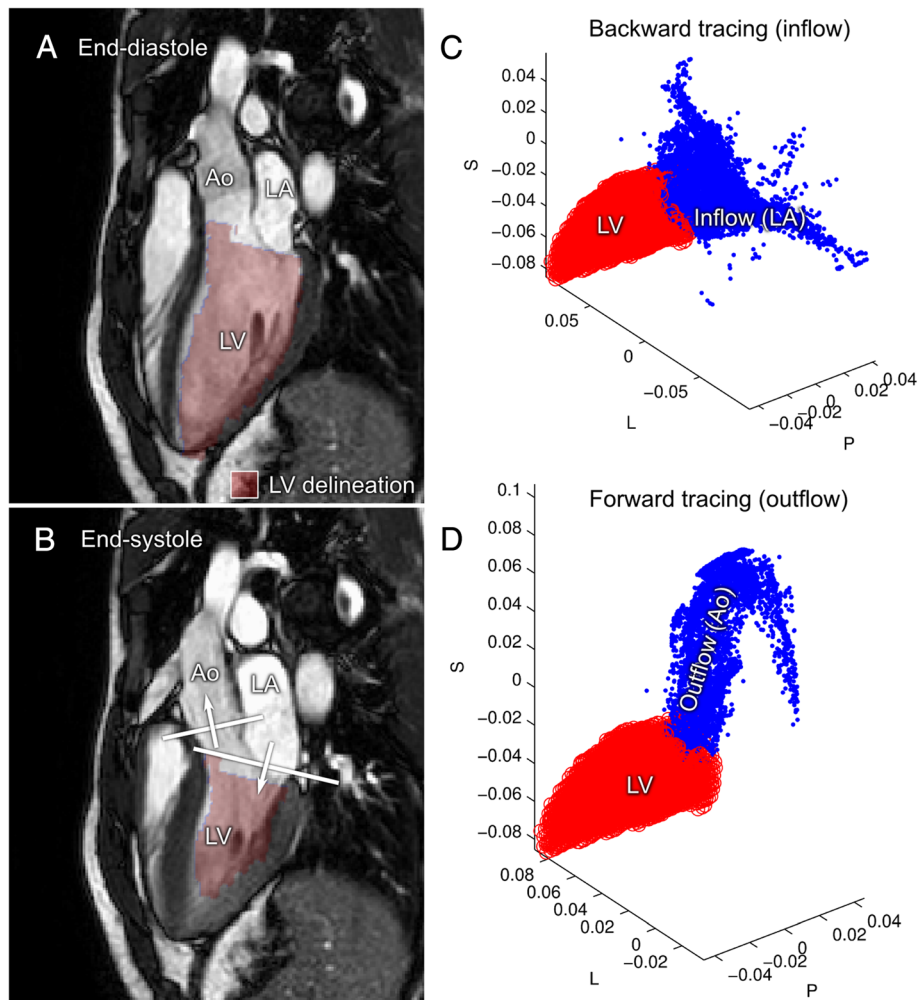 A End-diastole
Ao
LA
LV
LV delineation
B End-systole
Ao
LA
LV
C
Backward tracing (inflow)
0.04
0.02
0
−0.02
−0.04
−0.06
−0.08
S
LV
Inflow (LA)
0.05
0
−0.05
L
−0.04
−0.02
0
0.02
0.04
P
D
Forward tracing (outflow)
0.1
0.08
0.06
0.04
0.02
0
−0.02
−0.04
−0.06
−0.08
S
Outflow (Ao)
LV
0.08
0.06
0.04
0.02
0
−0.02
L
−0.04
−0.02
0
0.02
0.04
P